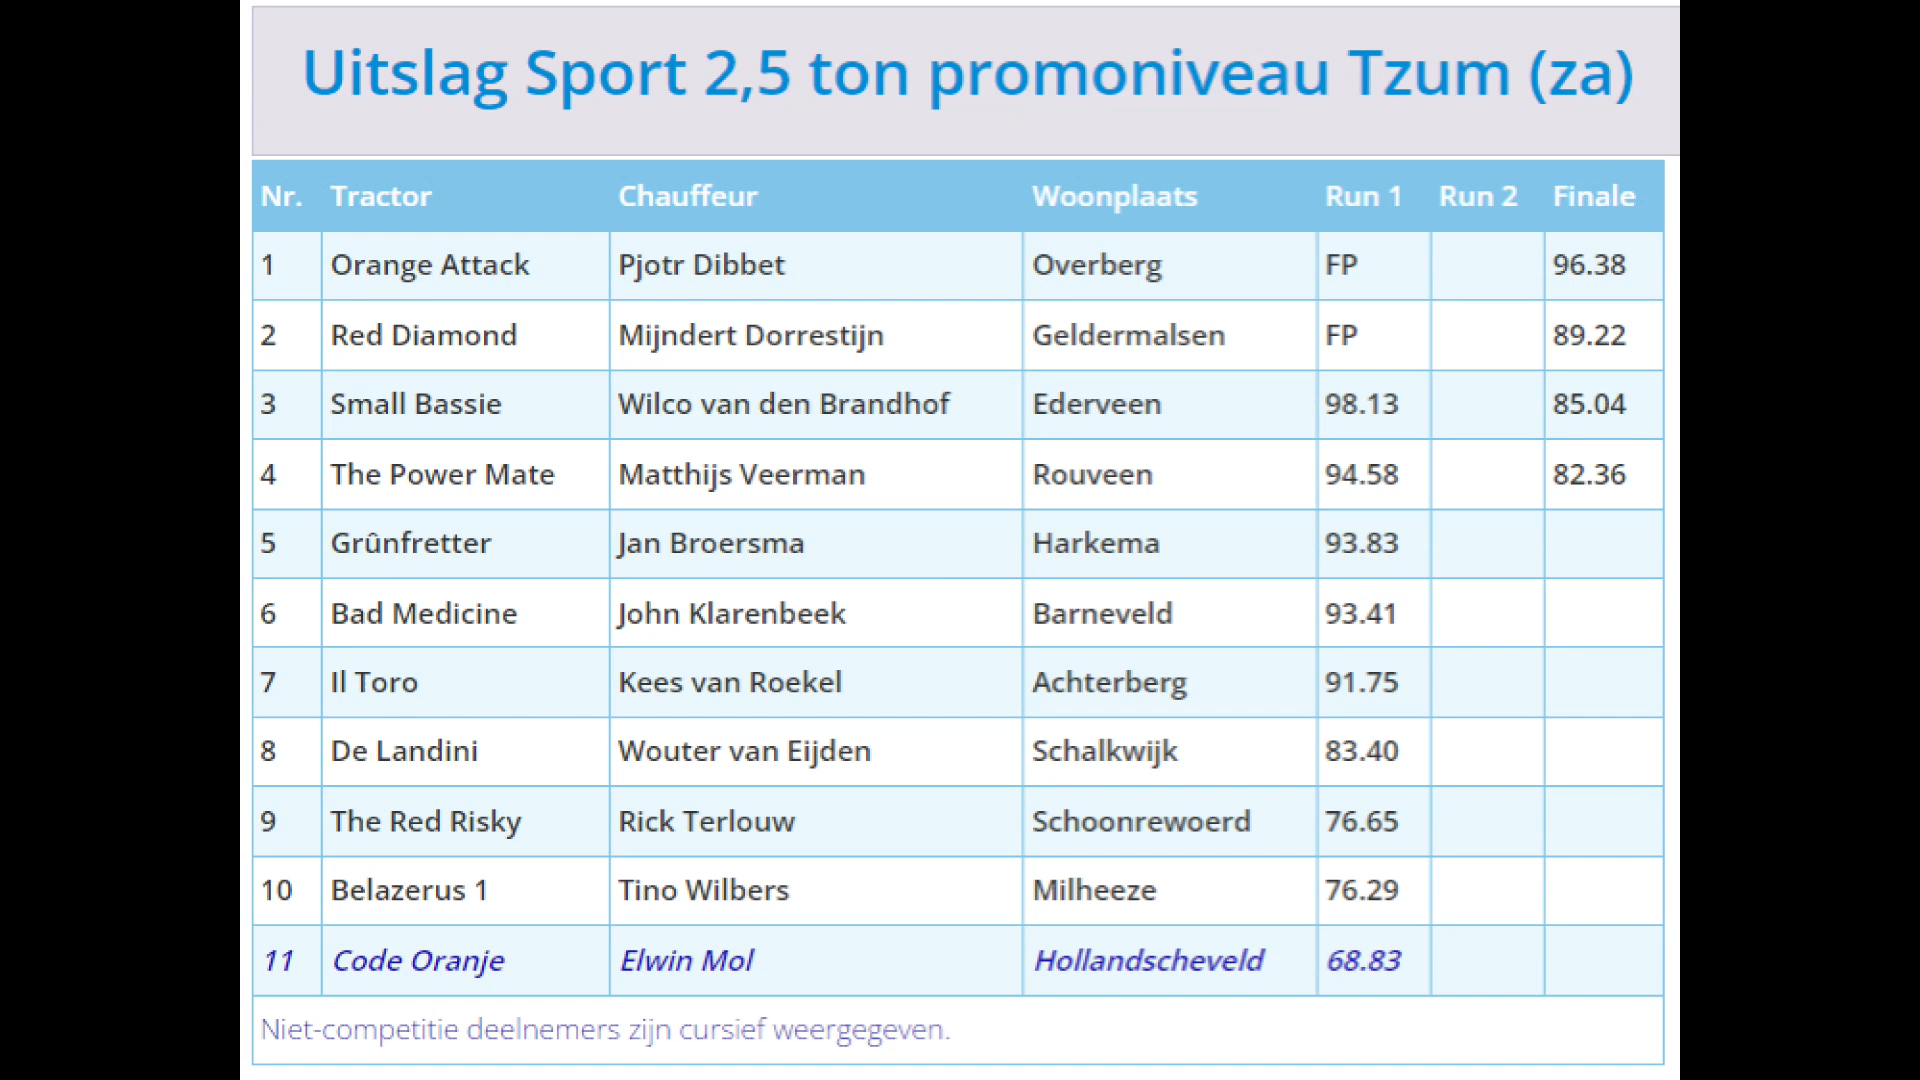 Uitslag Sport 2,5 ton promoniveau Tzum (za)
Nr. Tractor Chauffeur Woonplaats Run 1 Run 2 Finale
1 Orange Attack Pjotr Dibbet Overberg FP 96.38
2 Red Diamond Mijndert Dorrestijn Geldermalsen FP 89.22
3 Small Bassie Wilco van den Brandhof Ederveen 98.13 85.04
4 The Power Mate Matthijs Veerman Rouveen 94.58 82.36
5 Grûnfretter Jan Broersma Harkema 93.83
6 Bad Medicine John Klarenbeek Barneveld 93.41
7 Il Toro Kees van Roekel Achterberg 91.75
8 De Landini Wouter van Eijden Schalkwijk 83.40
9 The Red Risky Rick Terlouw Schoonrewoerd 76.65
10 Belazerus 1 Tino Wilbers Milheeze 76.29
11 Code Oranje Elwin Mol Hollandscheveld 68.83
Niet-competitie deelnemers zijn cursief weergegeven.